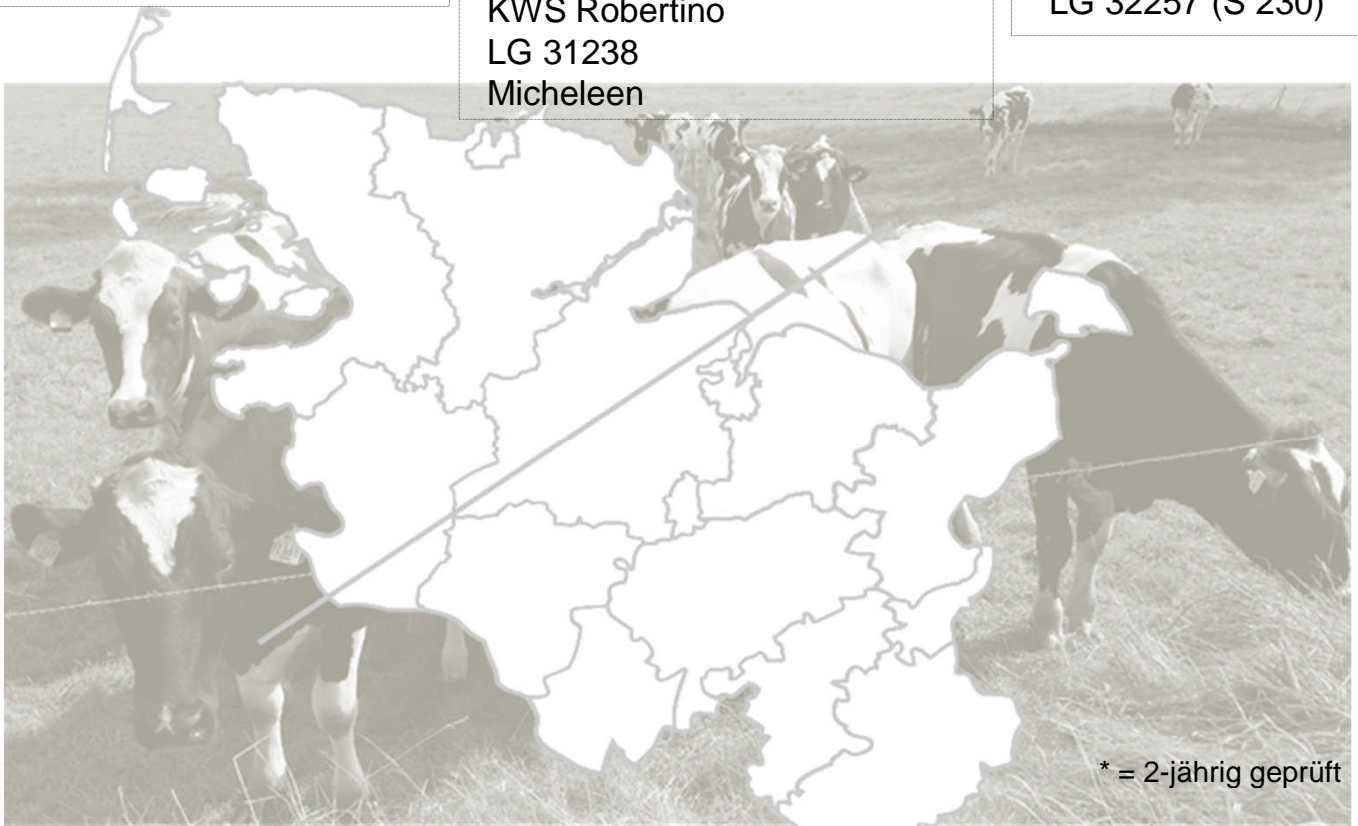 KWS Robertino
LG 31238
Micheleen
LG 32257 (S 230)
* = 2-jährig geprüft